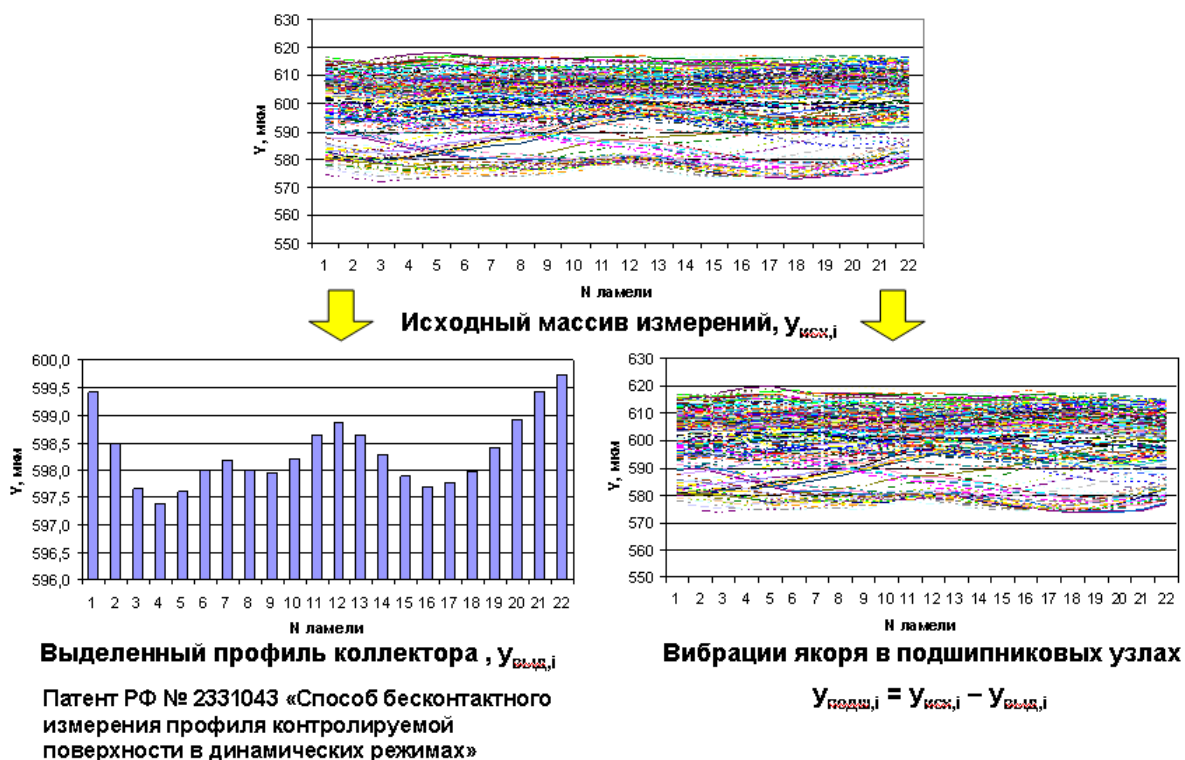 630
620
610
600
590
580
570
560
550
Y, мкм
1 2 3 4 5 6 7 8 9 10 11 12 13 14 15 16 17 18 19 20 21 22
N ламели
Исходный массив измерений, yисх,i
600,0
599,5
599,0
598,5
598,0
597,5
597,0
596,5
596,0
Y, мкм
1 2 3 4 5 6 7 8 9 10 11 12 13 14 15 16 17 18 19 20 21 22
N ламели
Выделенный профиль коллектора , yвыд,i
Патент РФ № 2331043 «Способ бесконтактного
измерения профиля контролируемой
поверхности в динамических режимах»
630
620
610
600
590
580
570
560
550
Y, мкм
1 2 3 4 5 6 7 8 9 10 11 12 13 14 15 16 17 18 19 20 21 22
N ламели
Вибрации якоря в подшипниковых узлах
yподш,i = yисх,i – yвыд,i